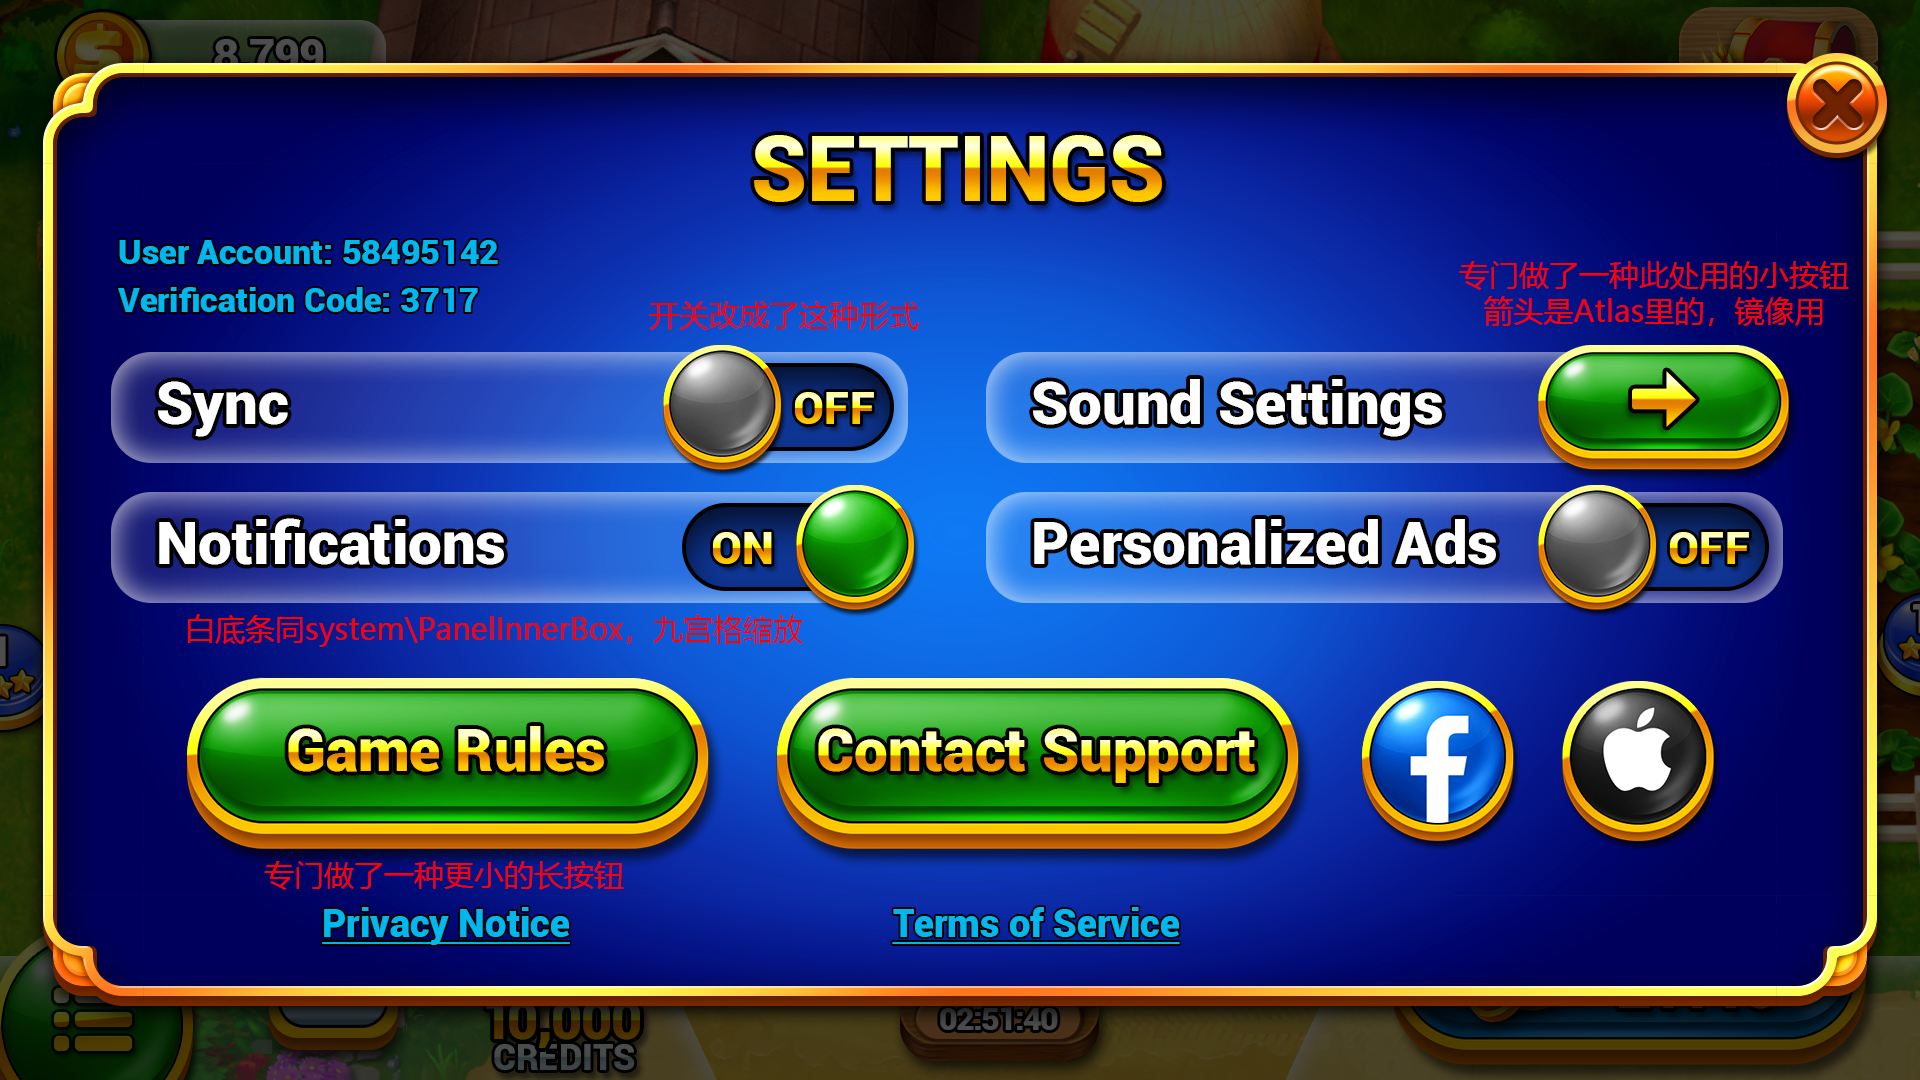 8,799
SETTINGS
User Account: 58495142
Verification Code: 3717
开关改成了这种形式
专门做了一种此处用的小按钮
箭头是Atlas里的，镜像用
Sync
OFF
Sound Settings
Notifications
ON
Personalized Ads
OFF
白底条同system\PanelInnerBox，九宫格缩放
Game Rules
Contact Support
专门做了一种更小的长按钮
Privacy Notice
Terms of Service
10,000
CREDITS
02:51:40